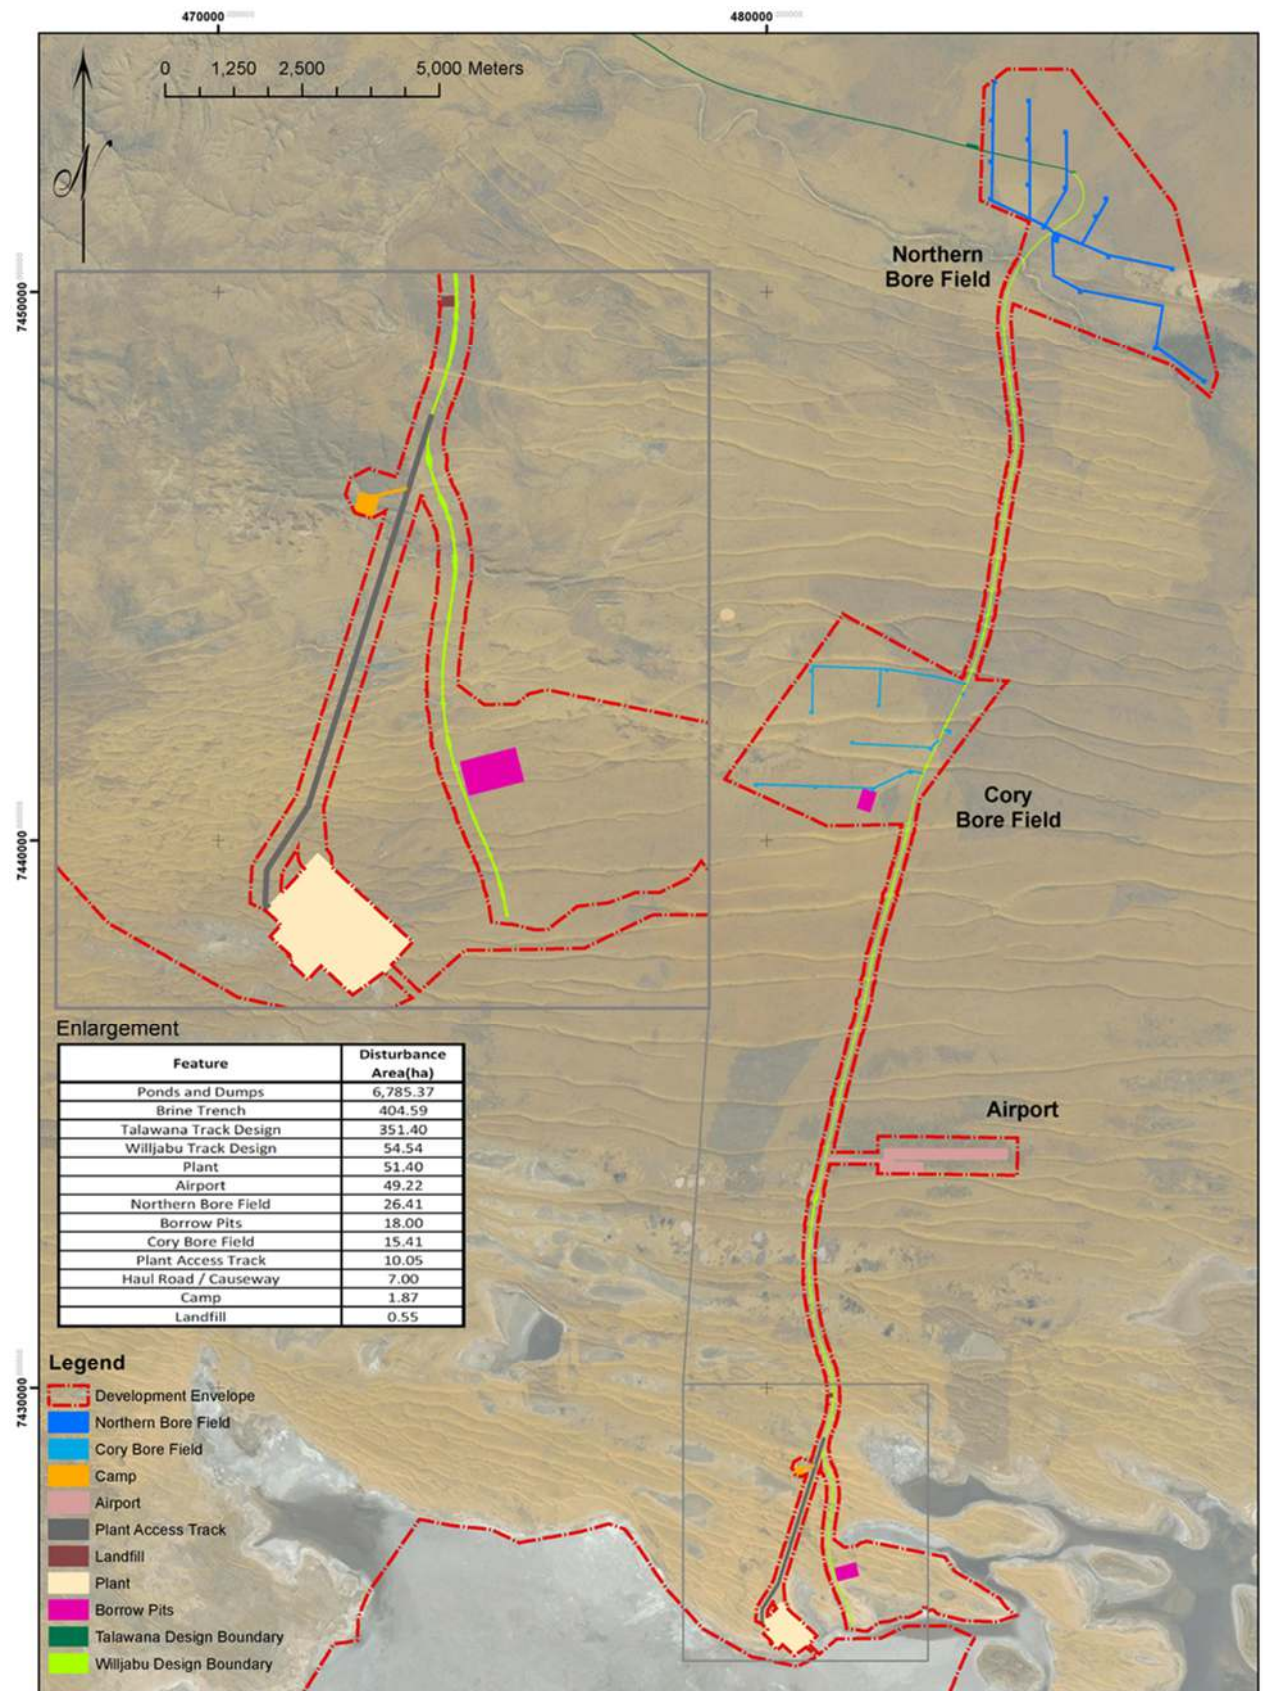 470000
480000
0 1,250 2,500 5,000 Meters
N
7450000
Northern
Bore Field
7440000
Cory
Bore Field
Enlargement
Feature Disturbance Area(ha)
Ponds and Dumps 6,785.37
Brine Trench 404.59
Talawana Track Design 351.40
Willjabu Track Design 54.54
Plant 51.40
Airport 49.22
Northern Bore Field 26.41
Borrow Pits 18.00
Cory Bore Field 15.41
Plant Access Track 10.05
Haul Road / Causeway 7.00
Camp 1.87
Landfill 0.55
Airport
7430000
Legend
Development Envelope
Northern Bore Field
Cory Bore Field
Camp
Airport
Plant Access Track
Landfill
Plant
Borrow Pits
Talawana Design Boundary
Willjabu Design Boundary